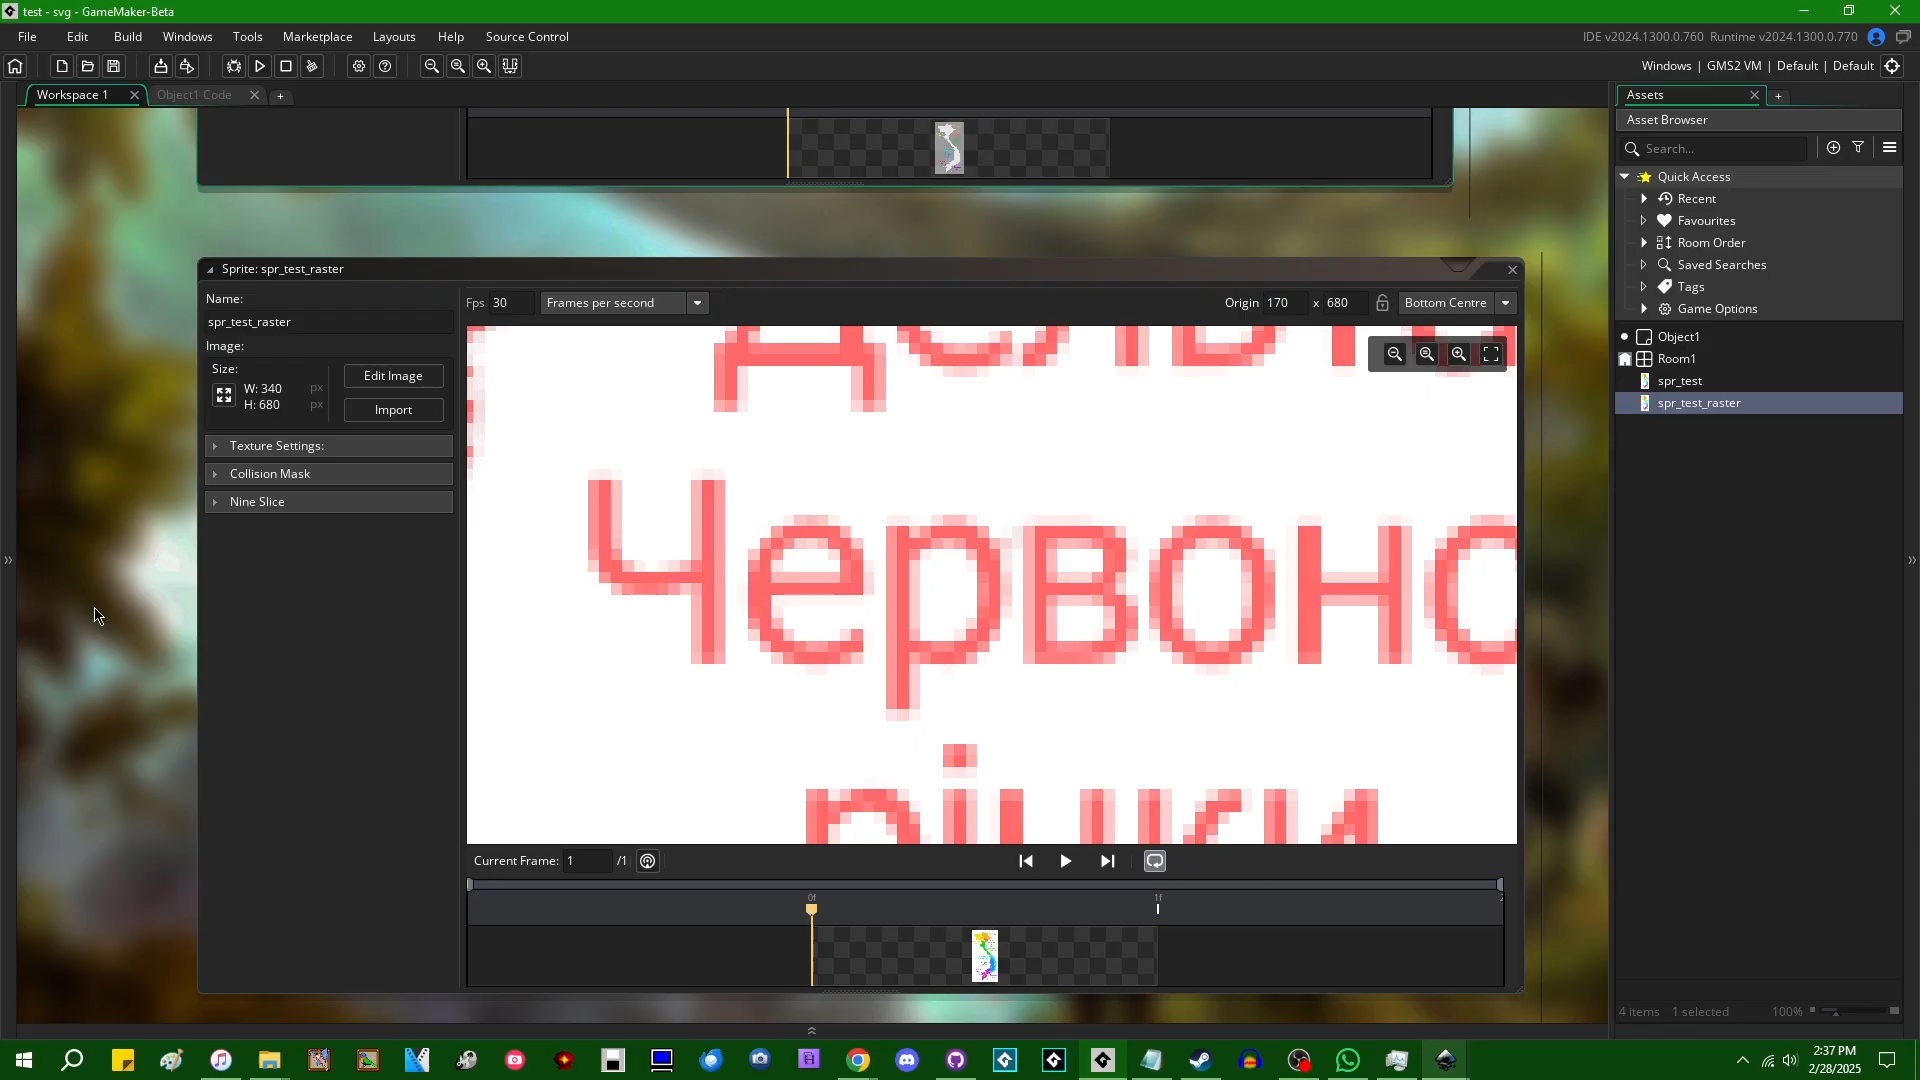 test - svg - GameMaker-Beta
File Edit Build Windows Tools Marketplace Layouts Help Source Control
IDE v2024.1300.0.760 Runtime v2024.1300.0.770
Windows | GMS2 VM | Default | Default
Workspace 1
Object1 Code
Assets
Asset Browser
Search...
Quick Access
Recent
Favourites
Room Order
Saved Searches
Tags
Game Options
Object1
Room1
spr_test
spr_test_raster
4 items 1 selected 100%
Sprite: spr_test_raster
Name:
spr_test_raster
Image:
Size:
W: 340 px
H: 680 px
Edit Image
Import
Texture Settings:
Collision Mask
Nine Slice
Fps 30 Frames per second
Origin 170 x 680 Bottom Centre
Червоно
Current Frame: 1 /1
0f 1f
2:37 PM
2/28/2025